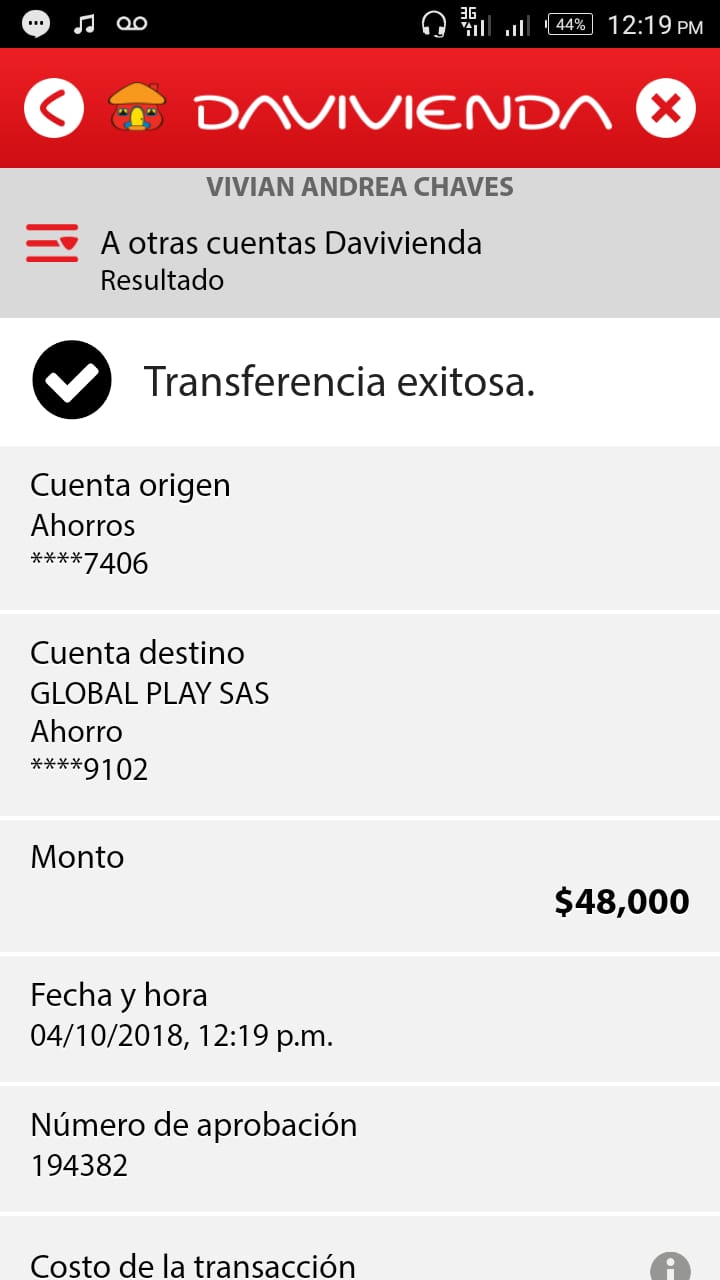 3G
44%
12:19 PM
DAVIVIENDA
VIVIAN ANDREA CHAVES
A otras cuentas Davivienda
Resultado
Transferencia exitosa.
Cuenta origen
Ahorros
****7406
Cuenta destino
GLOBAL PLAY SAS
Ahorro
****9102
Monto
$48,000
Fecha y hora
04/10/2018, 12:19 p.m.
Número de aprobación
194382
Costo de la transacción